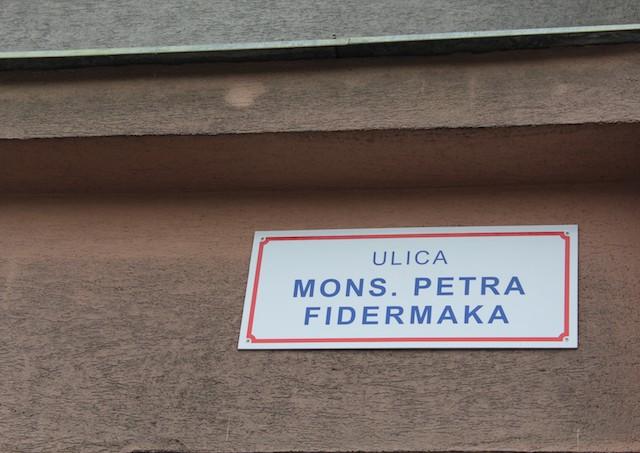 ULICA
MONS. PETRA
FIDERMAKA